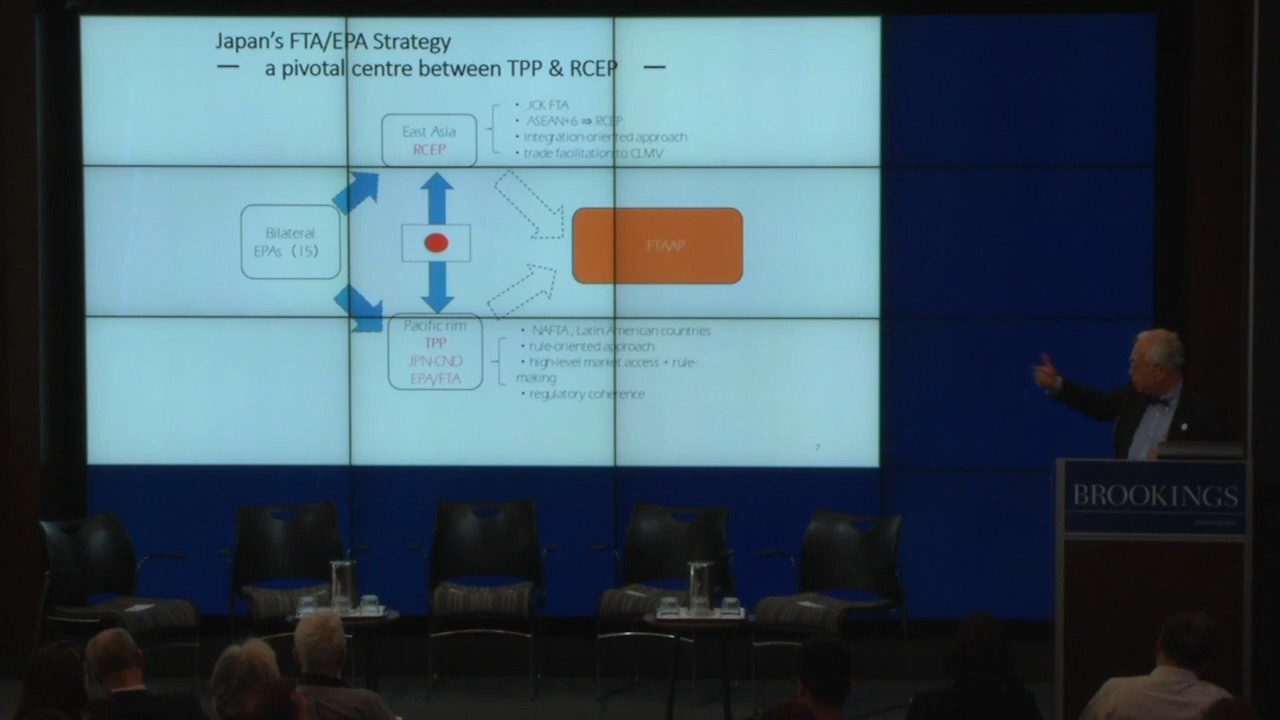 Japan's FTA/EPA Strategy
— a pivotal centre between TPP & RCEP —
East Asia
RCEP
• JCK FTA
• ASEAN+6 ⇒ RCEP
• integration-oriented approach
• trade facilitation to CLMV
Bilateral
EPAs (15)
FTAAP
Pacific rim
TPP
JPN-CND
EPA/FTA
• NAFTA, Latin American countries
• rule-oriented approach
• high-level market access + rule-
making
• regulatory coherence
7
BROOKINGS